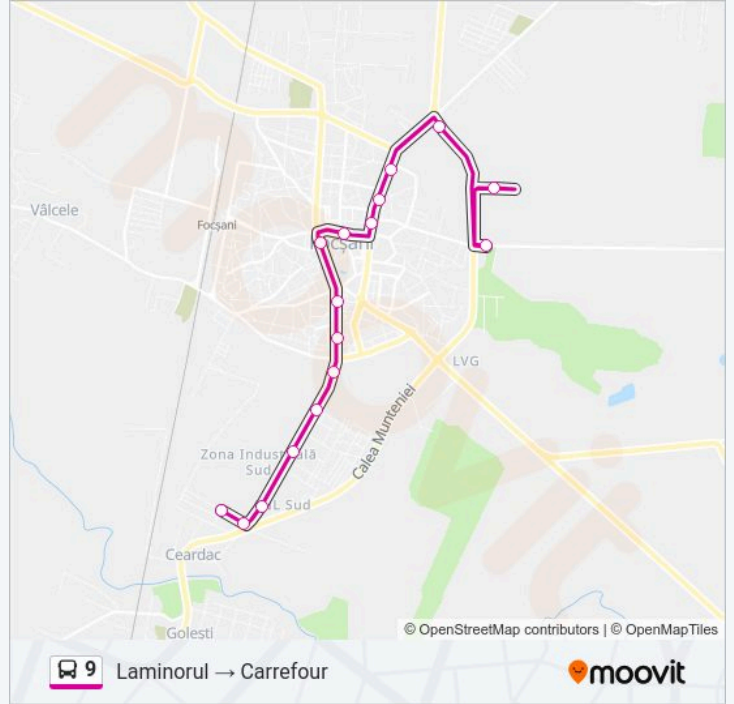 Vâlcele
Focșani
Focșani
LVG
Calea Munteniei
Zona Industrială
Sud
Sud
Ceardac
Golești
© OpenStreetMap contributors | © OpenMapTiles
9 Laminorul → Carrefour
moovit